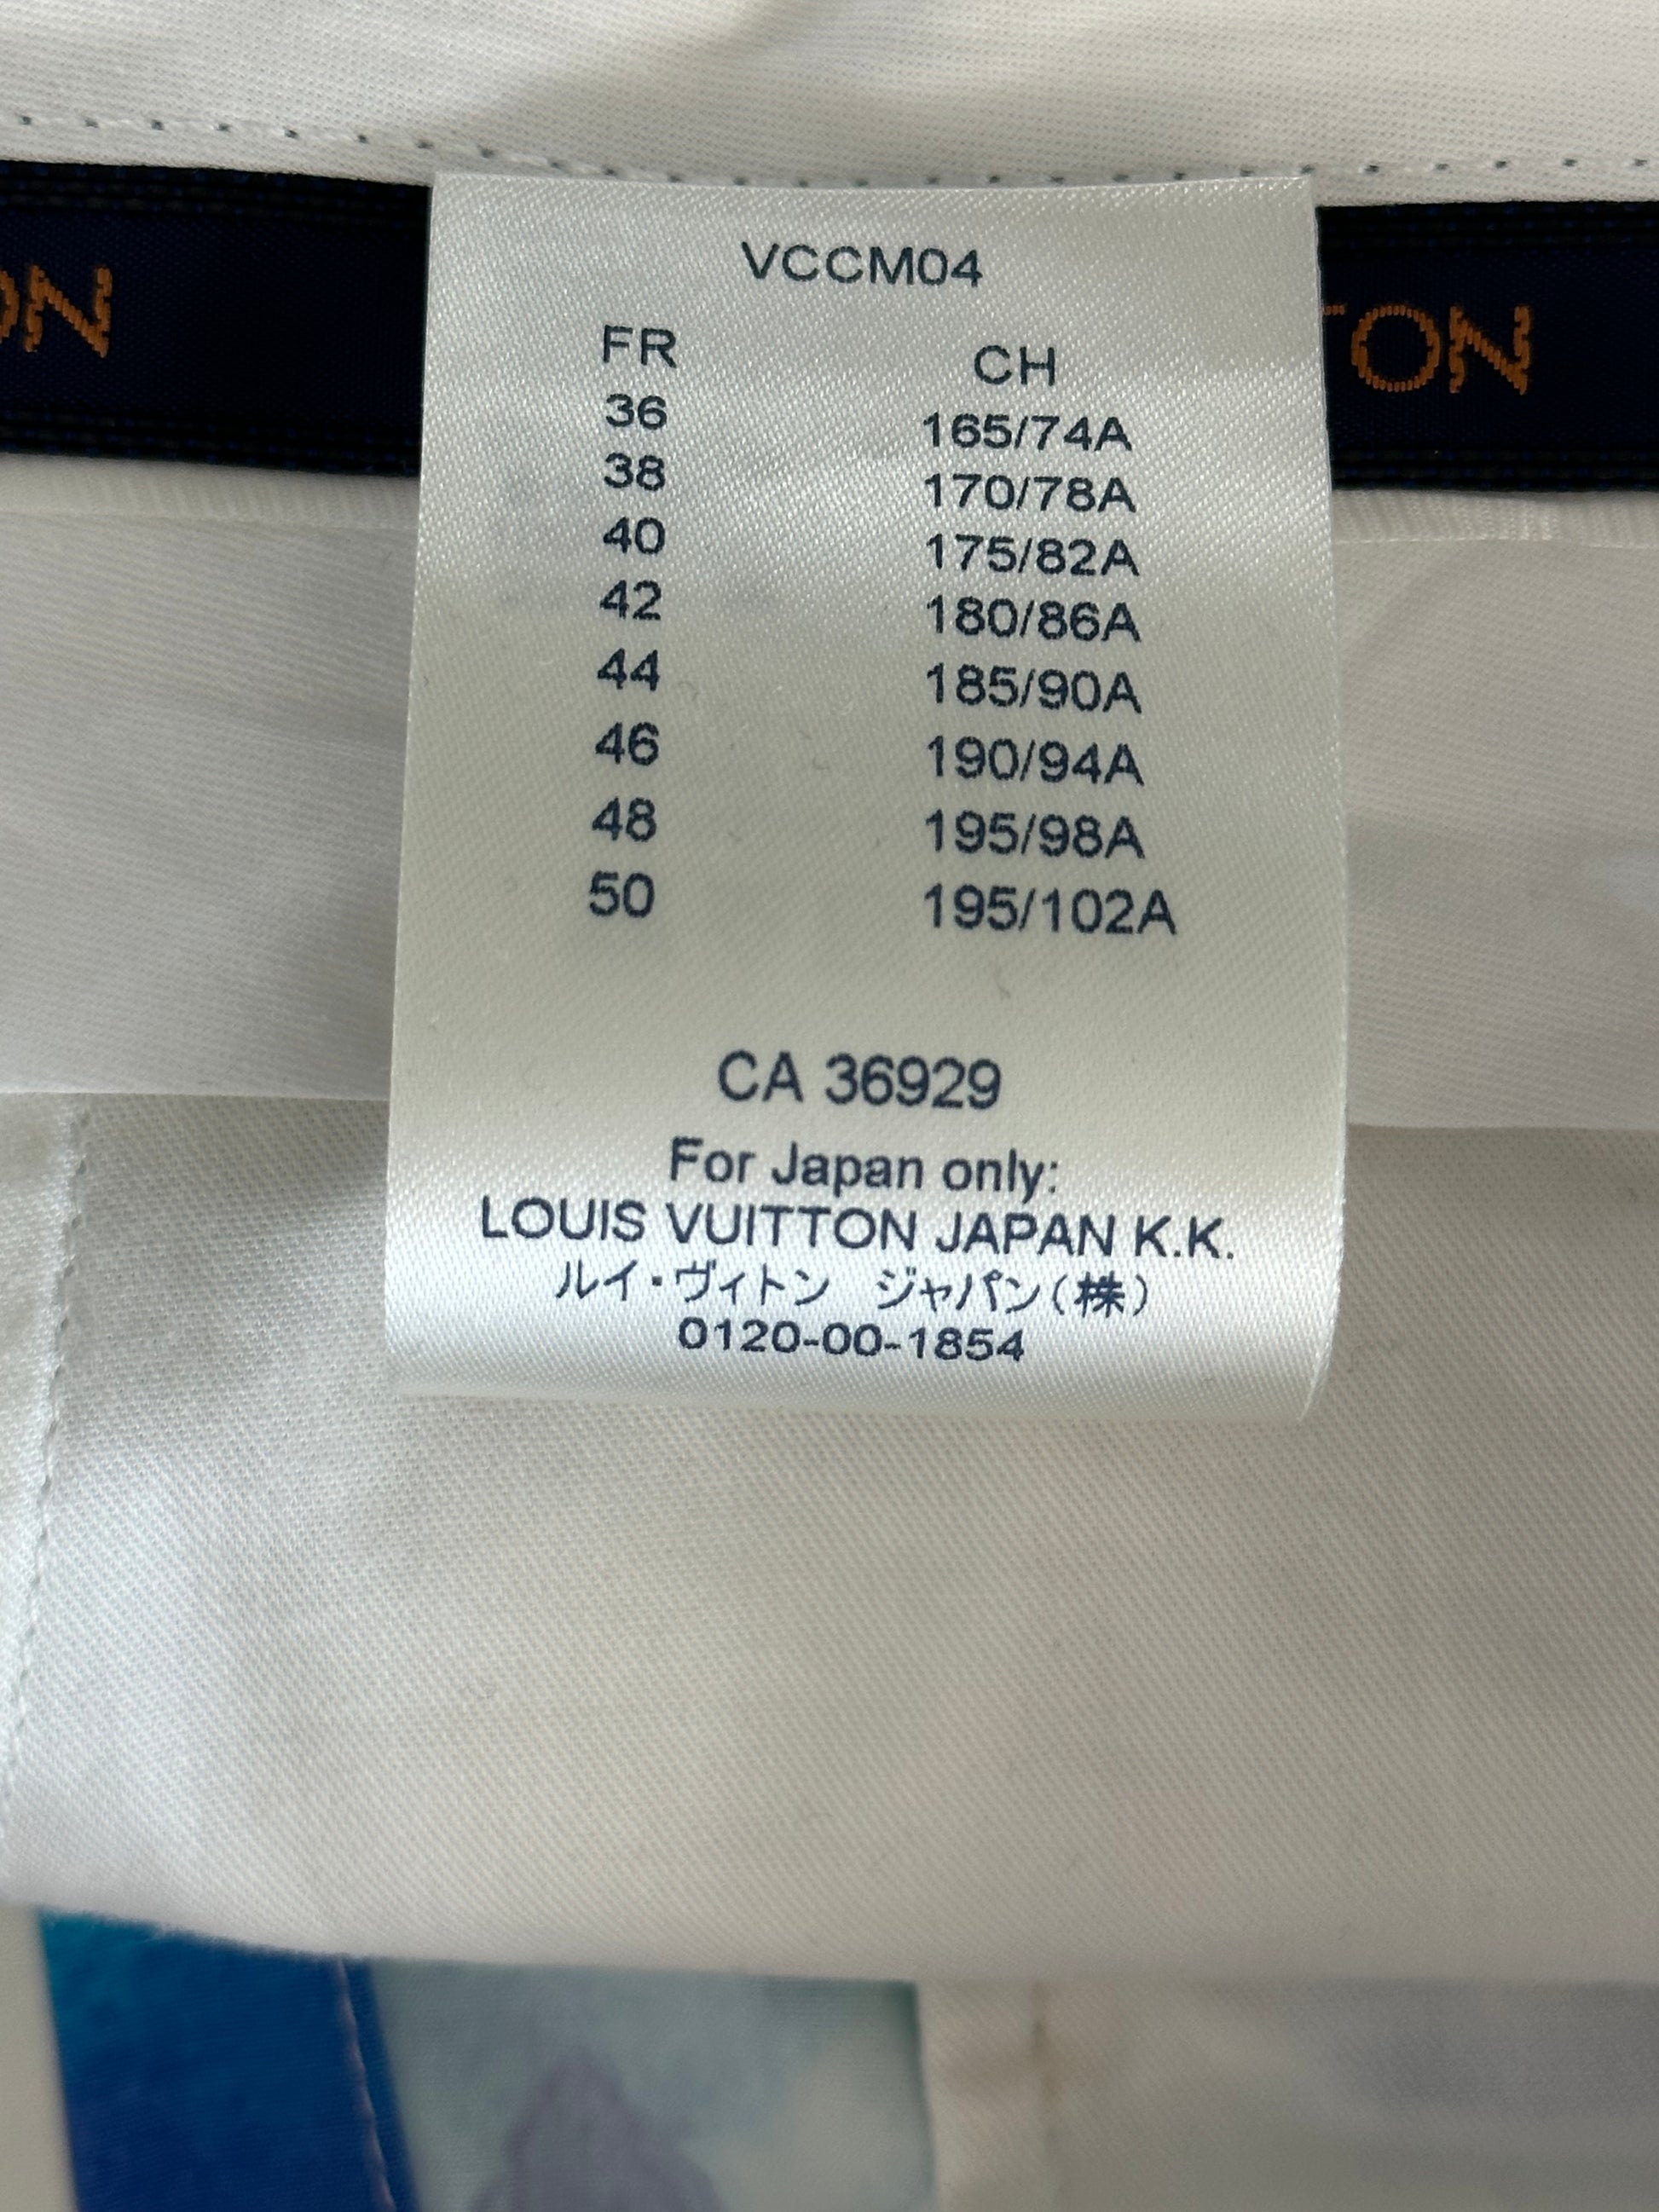 VCCM04
FR CH
36 165/74A
38 170/78A
40 175/82A
42 180/86A
44 185/90A
46 190/94A
48 195/98A
50 195/102A
CA 36929
For Japan only:
LOUIS VUITTON JAPAN K.K.
ルイ・ヴィトン　ジャパン(株)
0120-00-1854
ON
TON